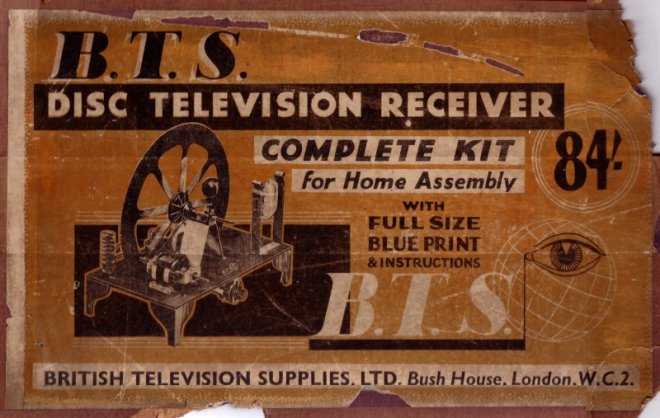 B.T.S.
DISC TELEVISION RECEIVER
COMPLETE KIT
for Home Assembly
84/-
WITH
FULL SIZE
BLUE PRINT
& INSTRUCTIONS
B.T.S.
BRITISH TELEVISION SUPPLIES. LTD. Bush House. London. W.C.2.